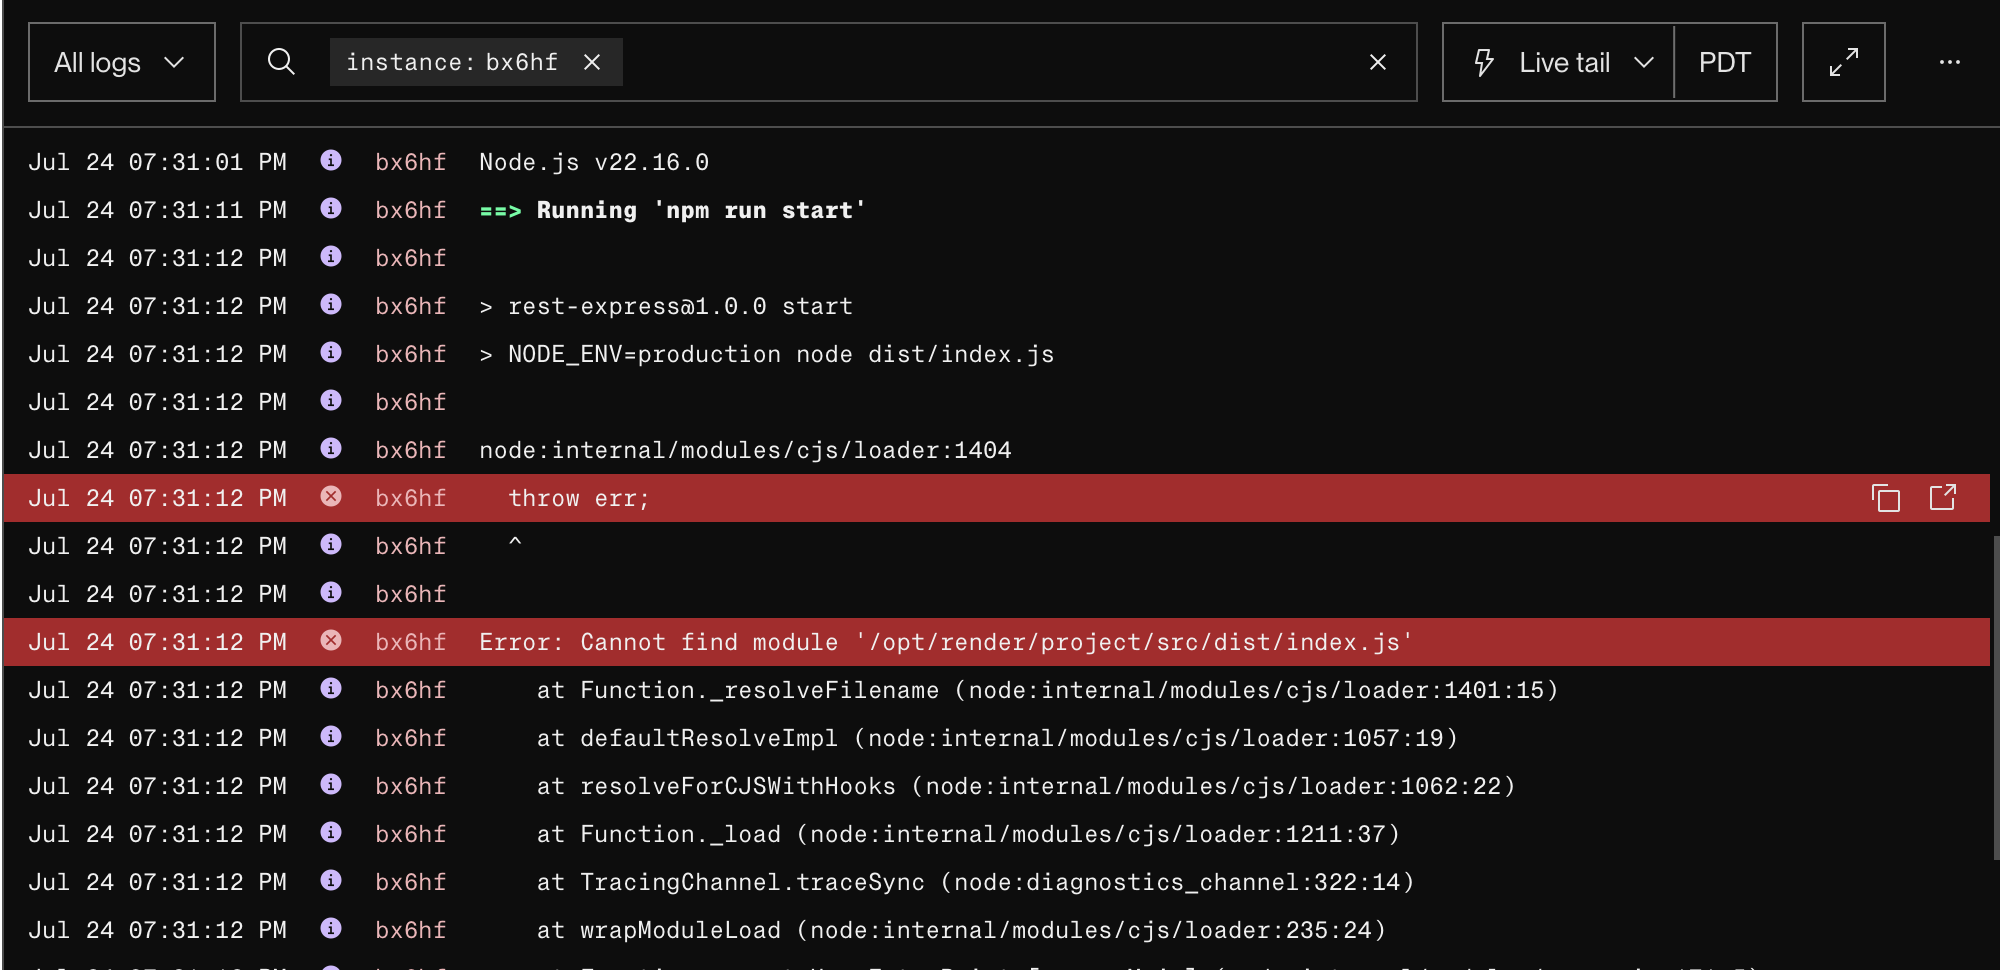 All logs
instance: bx6hf
Live tail
PDT
Jul 24 07:31:01 PM bx6hf Node.js v22.16.0
Jul 24 07:31:11 PM bx6hf ==> Running 'npm run start'
Jul 24 07:31:12 PM bx6hf
Jul 24 07:31:12 PM bx6hf > rest-express@1.0.0 start
Jul 24 07:31:12 PM bx6hf > NODE_ENV=production node dist/index.js
Jul 24 07:31:12 PM bx6hf
Jul 24 07:31:12 PM bx6hf node:internal/modules/cjs/loader:1404
Jul 24 07:31:12 PM bx6hf throw err;
Jul 24 07:31:12 PM bx6hf ^
Jul 24 07:31:12 PM bx6hf
Jul 24 07:31:12 PM bx6hf Error: Cannot find module '/opt/render/project/src/dist/index.js'
Jul 24 07:31:12 PM bx6hf at Function._resolveFilename (node:internal/modules/cjs/loader:1401:15)
Jul 24 07:31:12 PM bx6hf at defaultResolveImpl (node:internal/modules/cjs/loader:1057:19)
Jul 24 07:31:12 PM bx6hf at resolveForCJSWithHooks (node:internal/modules/cjs/loader:1062:22)
Jul 24 07:31:12 PM bx6hf at Function._load (node:internal/modules/cjs/loader:1211:37)
Jul 24 07:31:12 PM bx6hf at TracingChannel.traceSync (node:diagnostics_channel:322:14)
Jul 24 07:31:12 PM bx6hf at wrapModuleLoad (node:internal/modules/cjs/loader:235:24)